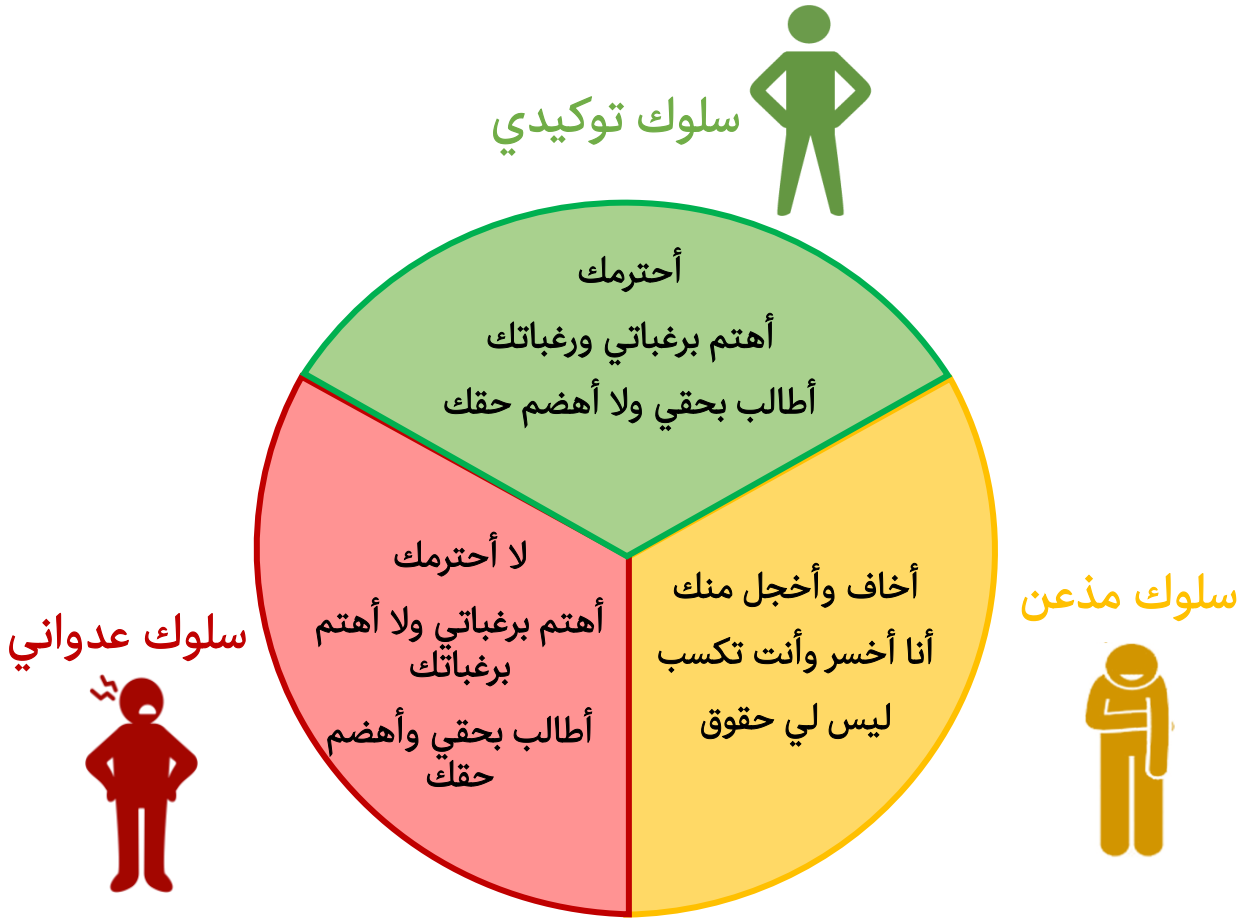 سلوك توكيدي
أحترمك
أهتم برغباتي ورغباتك
أطالب بحقي ولا أهضم حقك
سلوك مذعن
أخاف وأخجل منك
أنا أخسر وأنت تكسب
ليس لي حقوق
سلوك عدواني
لا أحترمك
أهتم برغباتي ولا أهتم
برغباتك
أطالب بحقي وأهضم
حقك